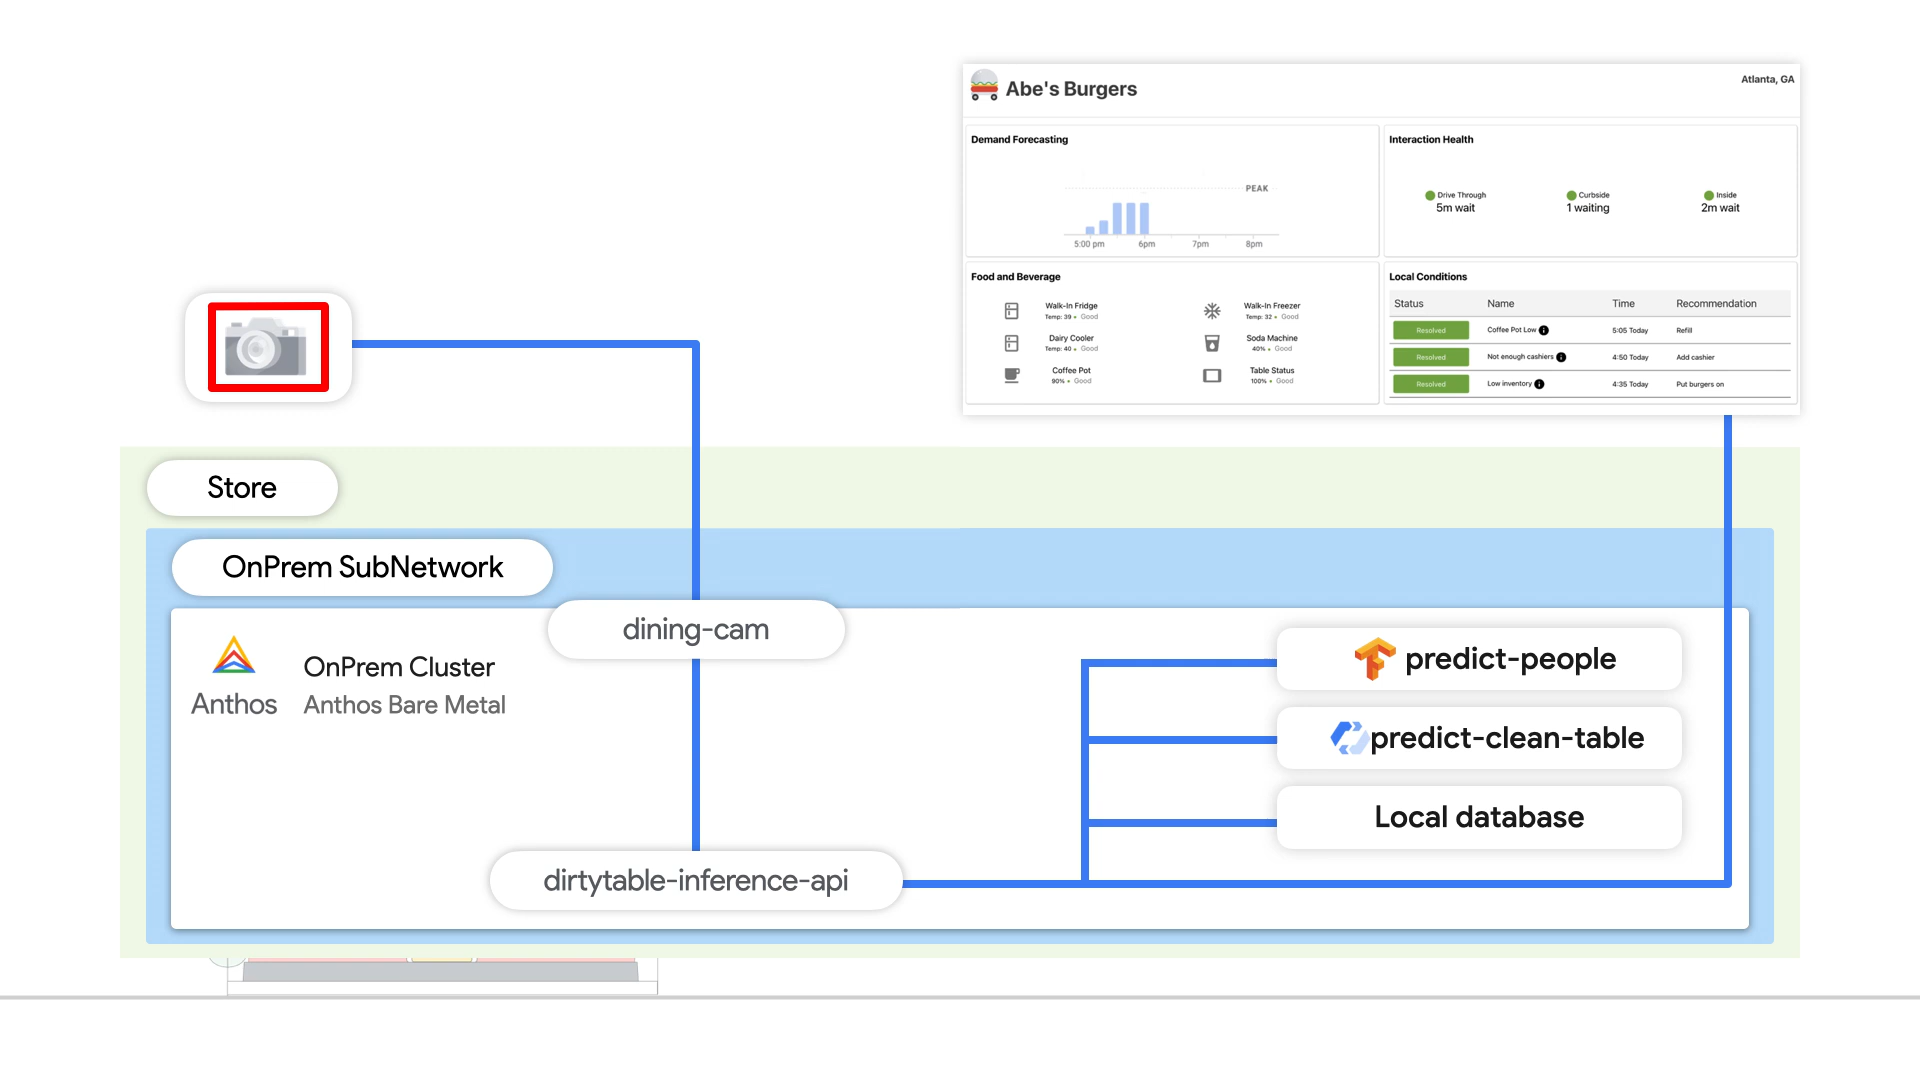 Abe's Burgers
Atlanta, GA
Demand Forecasting
PEAK
5:00 pm 6pm 7pm 8pm
Interaction Health
Drive Through
5m wait
Curbside
1 waiting
Inside
2m wait
Food and Beverage
Walk-In Fridge
Temp: 39 • Good
Walk-In Freezer
Temp: 32 • Good
Dairy Cooler
Temp: 40 • Good
Soda Machine
40% • Good
Coffee Pot
90% • Good
Table Status
100% • Good
Local Conditions
Status Name Time Recommendation
Resolved Coffee Pot Low 5:05 Today Refill
Resolved Not enough cashiers 4:50 Today Add cashier
Resolved Low inventory 4:35 Today Put burgers on
Store
OnPrem SubNetwork
dining-cam
Anthos
OnPrem Cluster
Anthos Bare Metal
predict-people
predict-clean-table
Local database
dirtytable-inference-api